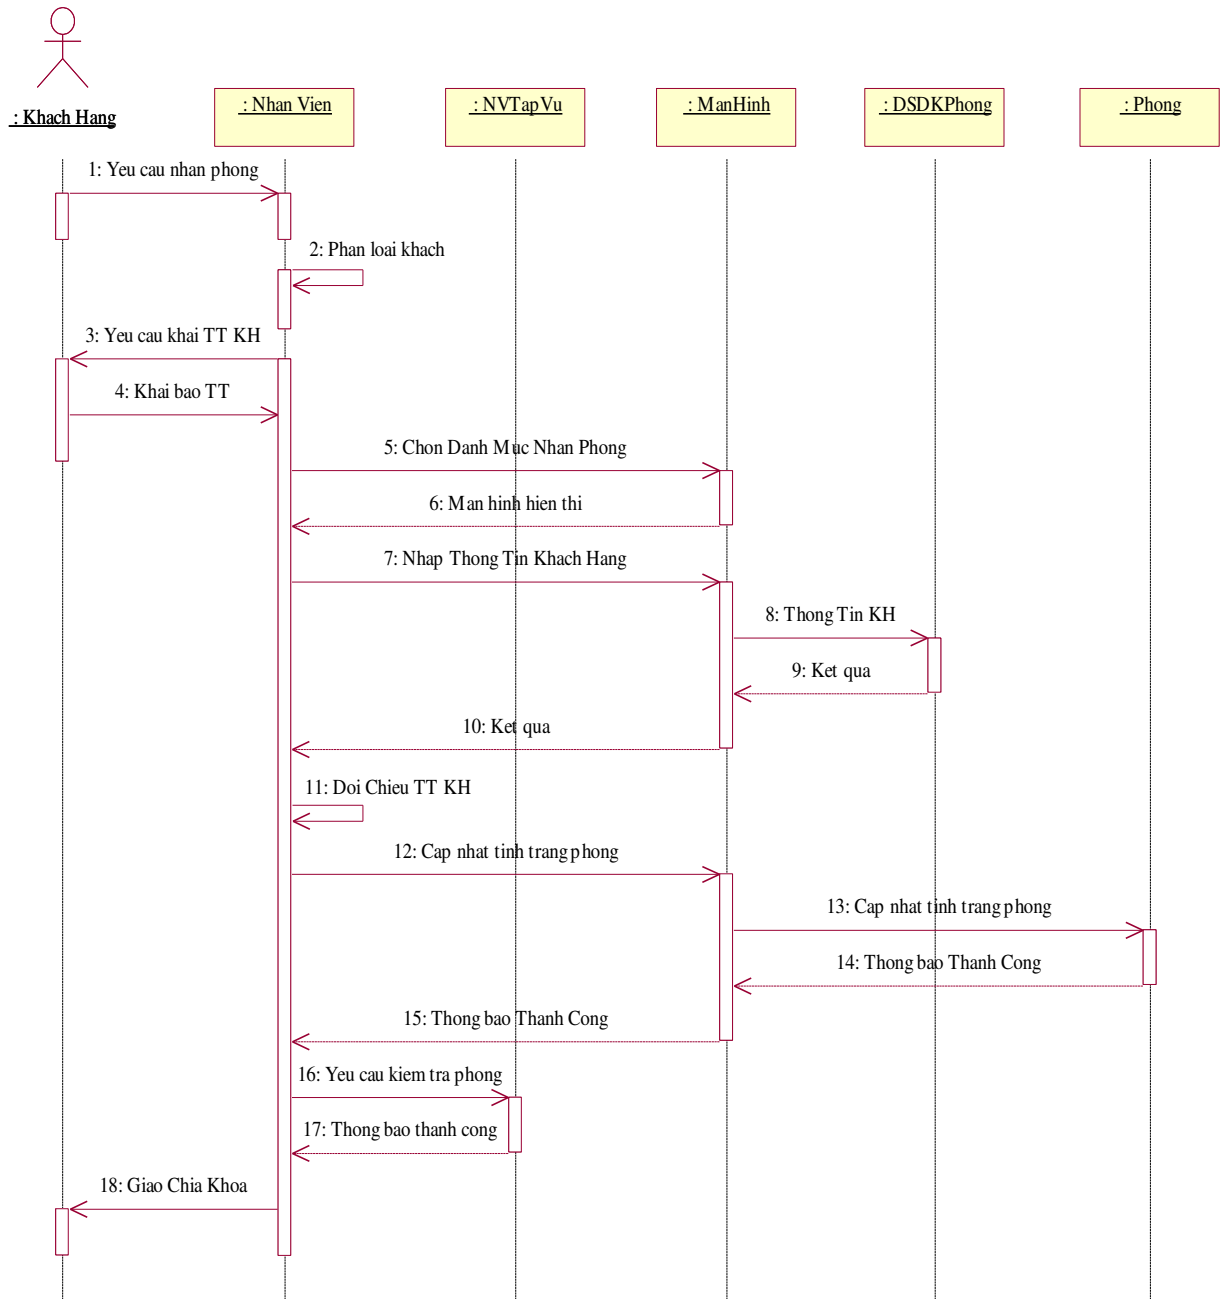 : Khach Hang
: Nhan Vien
: NVTapVu
: ManHinh
: DSDKPhong
: Phong
1: Yeu cau nhan phong
2: Phan loai khach
3: Yeu cau khai TT KH
4: Khai bao TT
5: Chon Danh Muc Nhan Phong
6: Man hinh hien thi
7: Nhap Thong Tin Khach Hang
8: Thong Tin KH
9: Ket qua
10: Ket qua
11: Doi Chieu TT KH
12: Cap nhat tinh trang phong
13: Cap nhat tinh trang phong
14: Thong bao Thanh Cong
15: Thong bao Thanh Cong
16: Yeu cau kiem tra phong
17: Thong bao thanh cong
18: Giao Chia Khoa